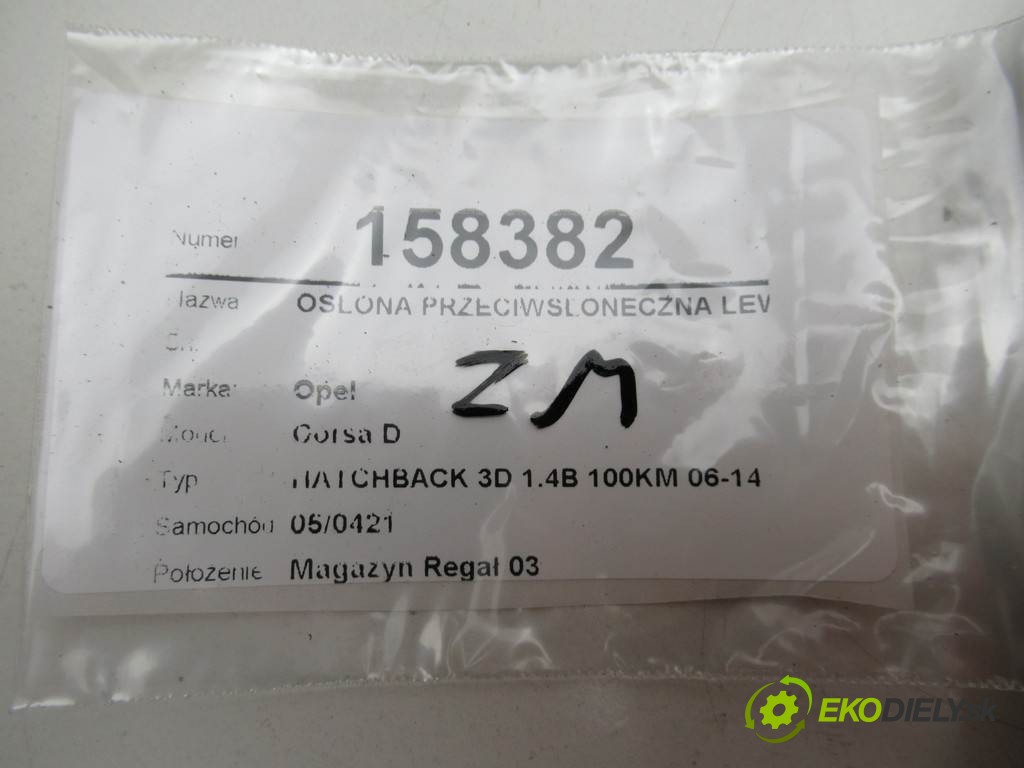 Numer 158382
Nazwa OSLONA PRZECIWSLONECZNA LEW
Marka: Opel
Model Corsa D
Typ HATCHBACK 3D 1.4B 100KM 06-14
Samochód 05/0421
Położenie Magazyn Regał 03
ZM
EKODIELY.SK